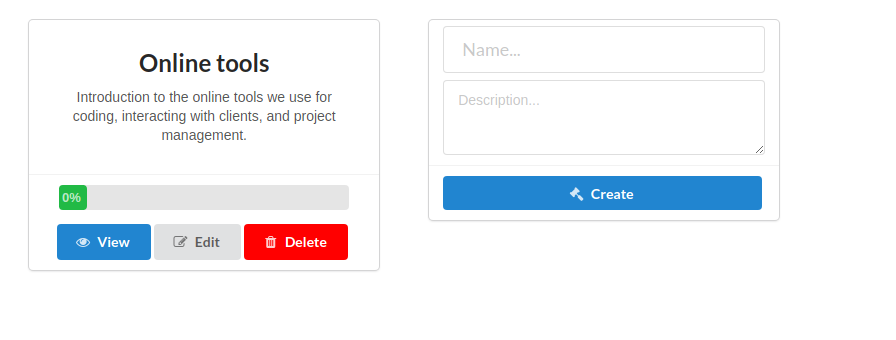 Online tools
Introduction to the online tools we use for
coding, interacting with clients, and project
management.
0%
View Edit Delete
Name...
Description...
Create